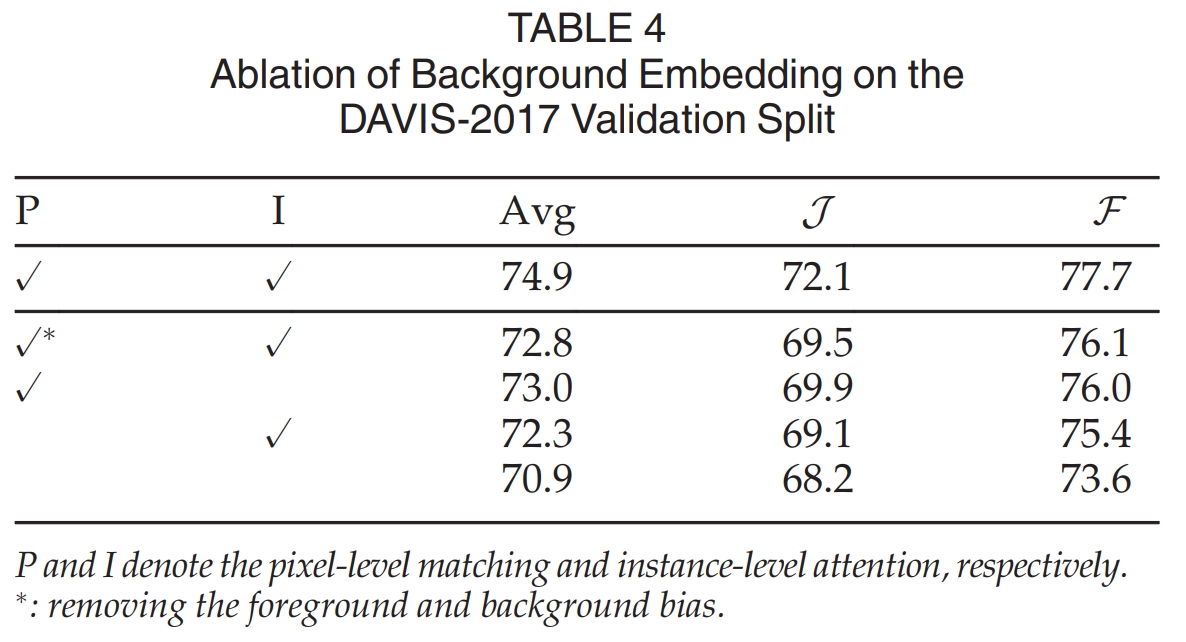 TABLE 4
Ablation of Background Embedding on the
DAVIS-2017 Validation Split
P I Avg 𝒥 ℱ
✓ ✓ 74.9 72.1 77.7
✓* ✓ 72.8 69.5 76.1
✓ 73.0 69.9 76.0
✓ 72.3 69.1 75.4
70.9 68.2 73.6
P and I denote the pixel-level matching and instance-level attention, respectively.
*: removing the foreground and background bias.